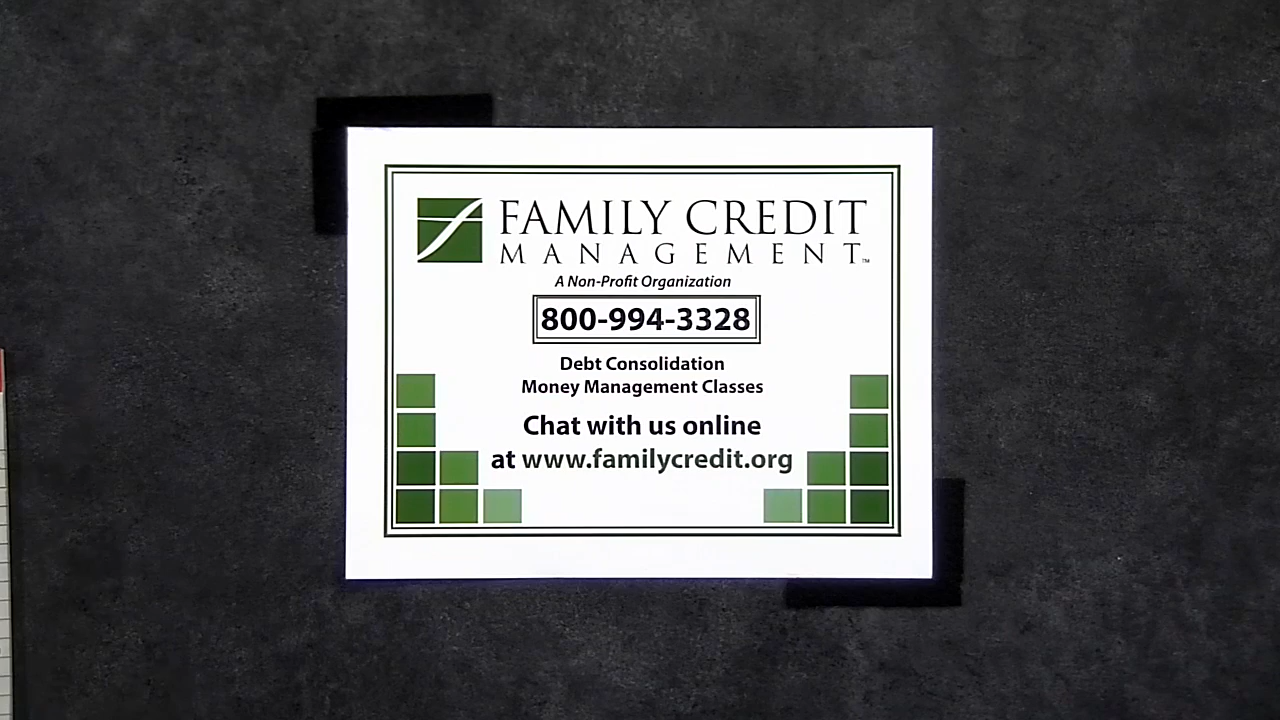 FAMILY CREDIT
MANAGEMENT™
A Non-Profit Organization
800-994-3328
Debt Consolidation
Money Management Classes
Chat with us online
at www.familycredit.org